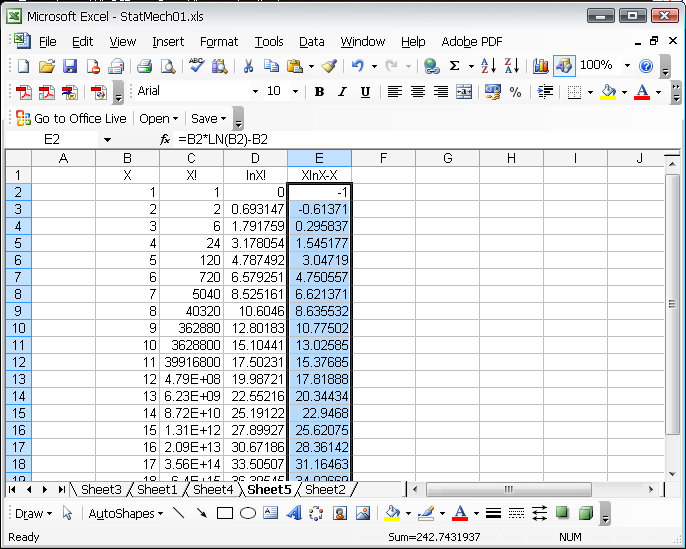 Microsoft Excel - StatMech01.xls
File Edit View Insert Format Tools Data Window Help Adobe PDF
Σ A Z Z A 100%
Arial 10 B I U $ % A
Go to Office Live Open Save
E2 fx =B2*LN(B2)-B2
A B C D E F G H I J
1 X X! lnX! XlnX-X
2 1 1 0 -1
3 2 2 0.693147 -0.61371
4 3 6 1.791759 0.295837
5 4 24 3.178054 1.545177
6 5 120 4.787492 3.04719
7 6 720 6.579251 4.750557
8 7 5040 8.525161 6.621371
9 8 40320 10.6046 8.635532
10 9 362880 12.80183 10.77502
11 10 3628800 15.10441 13.02585
12 11 39916800 17.50231 15.37685
13 12 4.79E+08 19.98721 17.81888
14 13 6.23E+09 22.55216 20.34434
15 14 8.72E+10 25.19122 22.9468
16 15 1.31E+12 27.89927 25.62075
17 16 2.09E+13 30.67186 28.36142
18 17 3.56E+14 33.50507 31.16463
19 18 6.4E+15 36.39545 34.02669
Sheet3 Sheet1 Sheet4 Sheet5 Sheet2
Draw AutoShapes A A A
Ready Sum=242.7431937 NUM